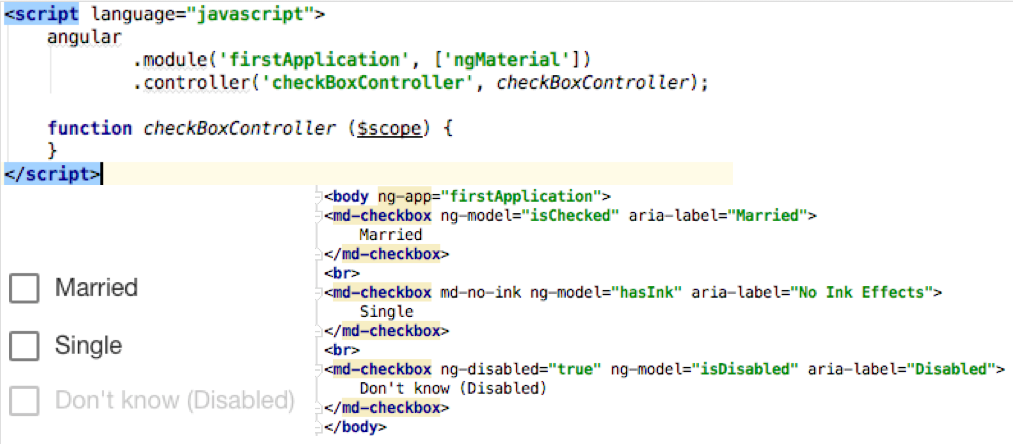 <script language="javascript">
angular
.module('firstApplication', ['ngMaterial'])
.controller('checkBoxController', checkBoxController);
function checkBoxController ($scope) {
}
</script>
<body ng-app="firstApplication">
<md-checkbox ng-model="isChecked" aria-label="Married">
Married
</md-checkbox>
<br>
<md-checkbox md-no-ink ng-model="hasInk" aria-label="No Ink Effects">
Single
</md-checkbox>
<br>
<md-checkbox ng-disabled="true" ng-model="isDisabled" aria-label="Disabled">
Don't know (Disabled)
</md-checkbox>
</body>
Married
Single
Don't know (Disabled)